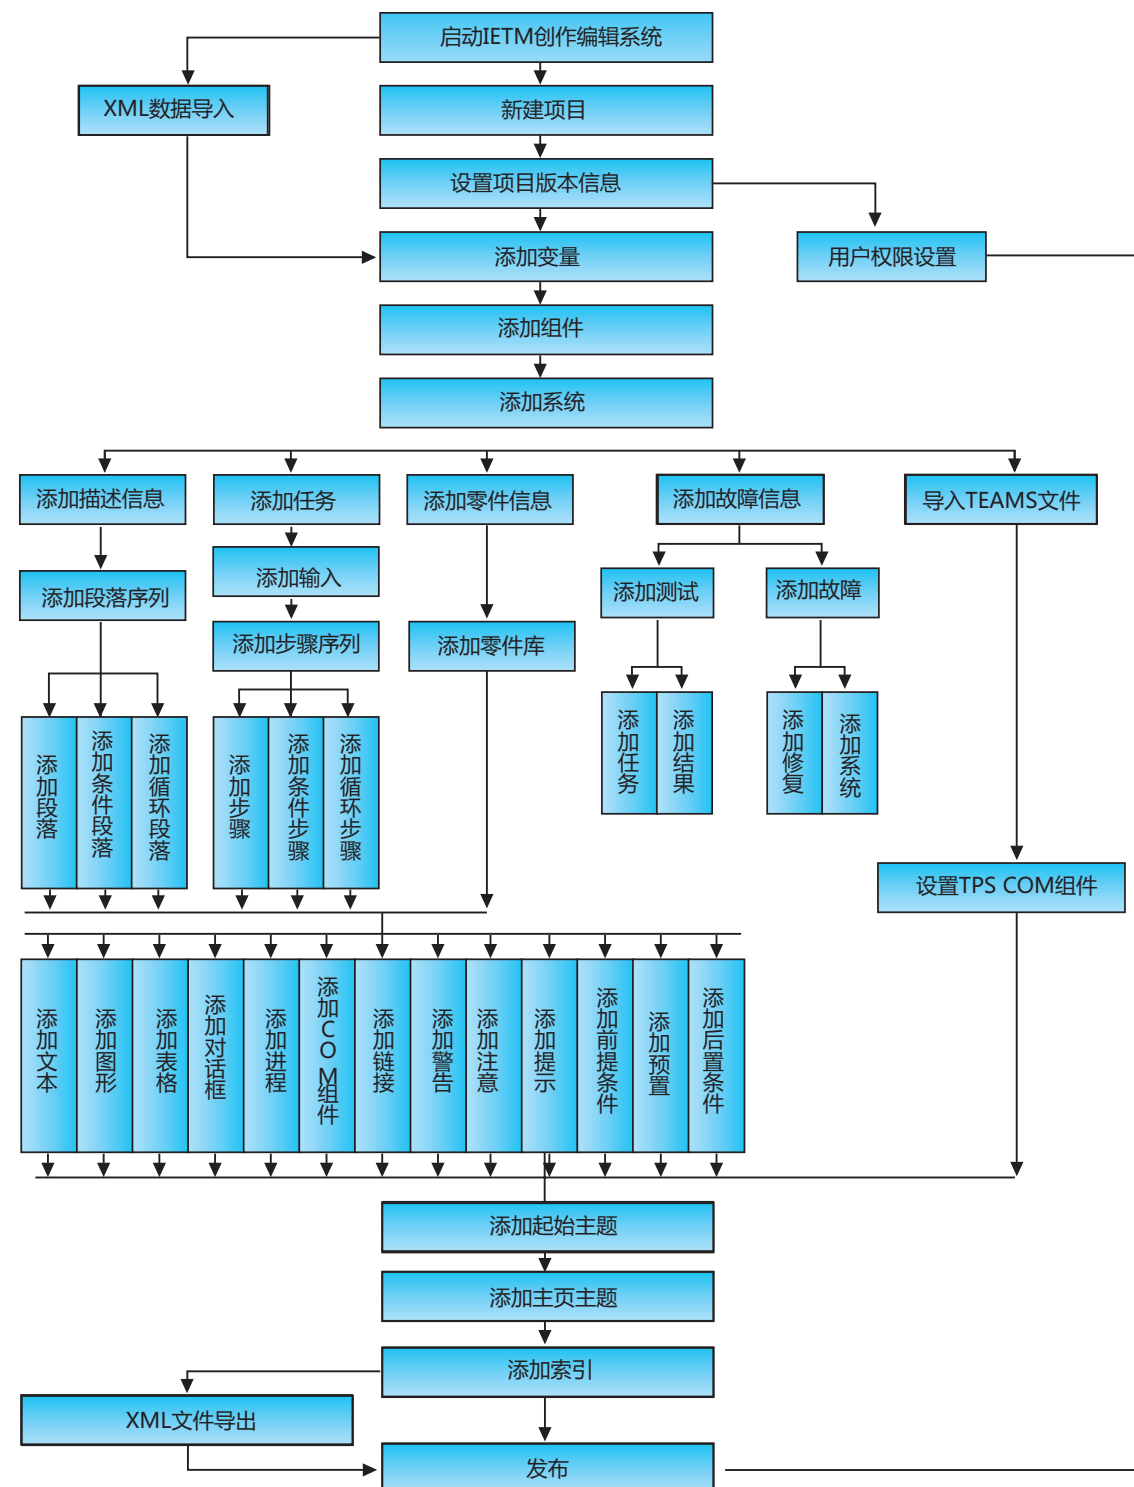 启动IETM创作编辑系统
XML数据导入
新建项目
设置项目版本信息
添加变量
用户权限设置
添加组件
添加系统
添加描述信息
添加任务
添加零件信息
添加故障信息
导入TEAMS文件
添加输入
添加段落序列
添加测试
添加故障
添加步骤序列
添加零件库
添加段落
添加条件段落
添加循环段落
添加步骤
添加条件步骤
添加循环步骤
添加任务
添加结果
添加修复
添加系统
设置TPS COM组件
添加文本
添加图形
添加表格
添加对话框
添加进程
添加COM组件
添加链接
添加警告
添加注意
添加提示
添加前提条件
添加预置
添加后置条件
添加起始主题
添加主页主题
添加索引
XML文件导出
发布